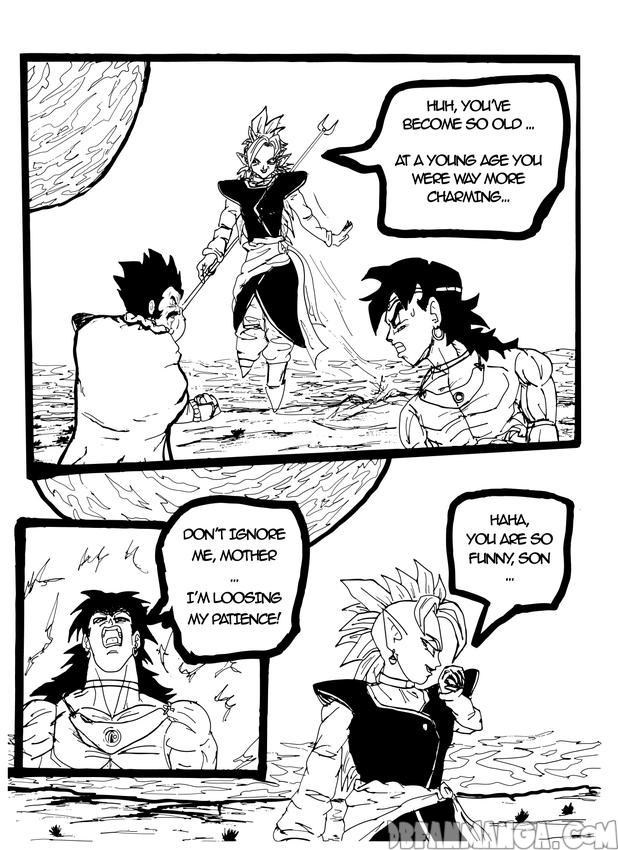 HUH, YOU'VE
BECOME SO OLD ...
AT A YOUNG AGE YOU
WERE WAY MORE
CHARMING...
DON'T IGNORE
ME, MOTHER
...
I'M LOOSING
MY PATIENCE!
HAHA,
YOU ARE SO
FUNNY, SON
...
DBFANMANGA.COM